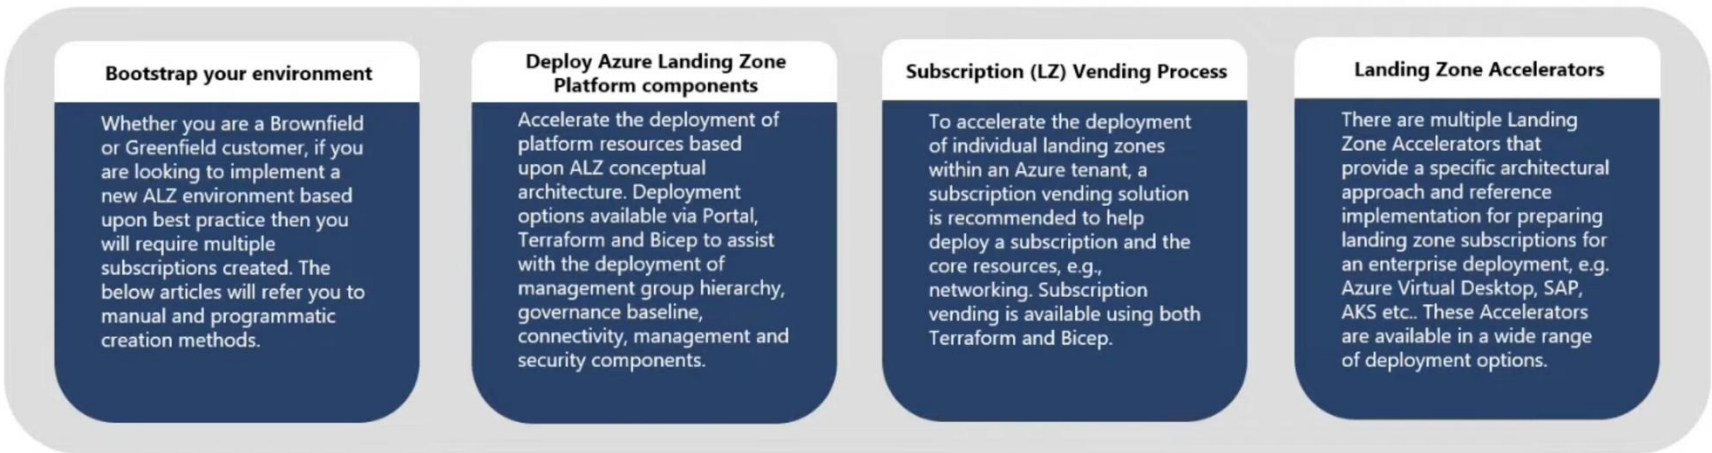 Bootstrap your environment
Whether you are a Brownfield
or Greenfield customer, if you
are looking to implement a
new ALZ environment based
upon best practice then you
will require multiple
subscriptions created. The
below articles will refer you to
manual and programmatic
creation methods.
Deploy Azure Landing Zone
Platform components
Accelerate the deployment of
platform resources based
upon ALZ conceptual
architecture. Deployment
options available via Portal,
Terraform and Bicep to assist
with the deployment of
management group hierarchy,
governance baseline,
connectivity, management and
security components.
Subscription (LZ) Vending Process
To accelerate the deployment
of individual landing zones
within an Azure tenant, a
subscription vending solution
is recommended to help
deploy a subscription and the
core resources, e.g.,
networking. Subscription
vending is available using both
Terraform and Bicep.
Landing Zone Accelerators
There are multiple Landing
Zone Accelerators that
provide a specific architectural
approach and reference
implementation for preparing
landing zone subscriptions for
an enterprise deployment, e.g.
Azure Virtual Desktop, SAP,
AKS etc.. These Accelerators
are available in a wide range
of deployment options.